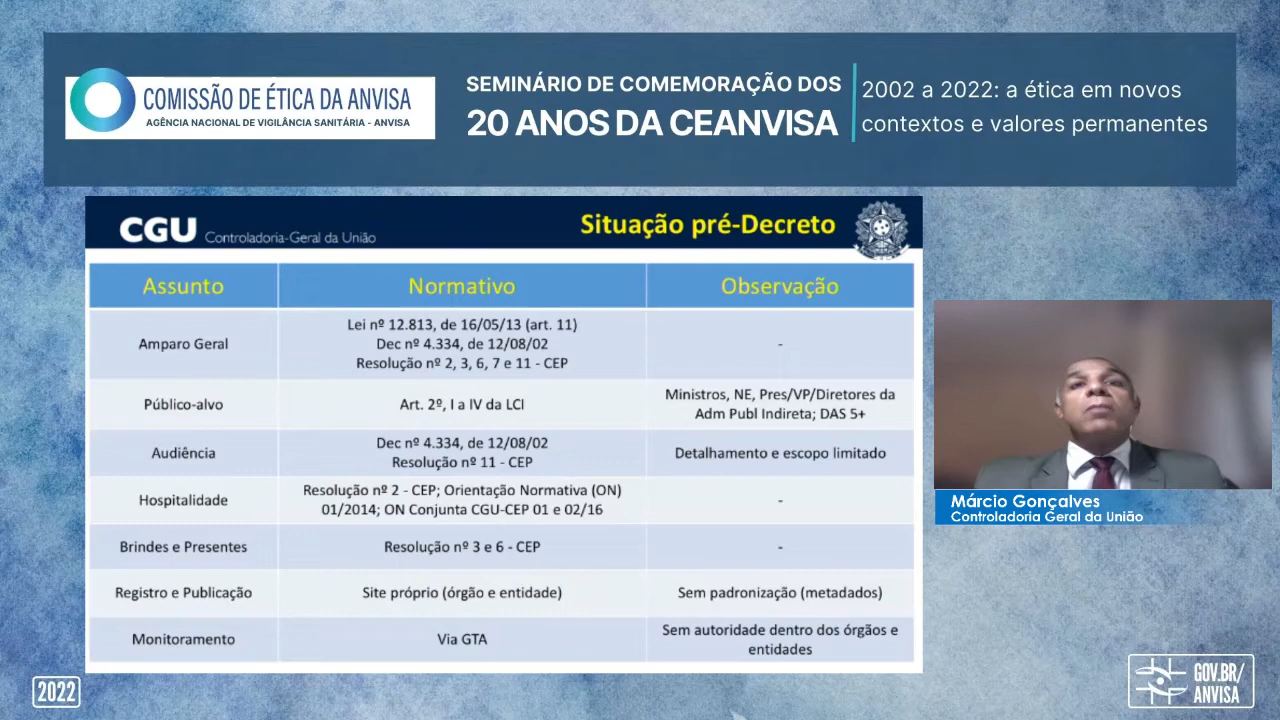 COMISSÃO DE ÉTICA DA ANVISA
AGÊNCIA NACIONAL DE VIGILÂNCIA SANITÁRIA - ANVISA
SEMINÁRIO DE COMEMORAÇÃO DOS
20 ANOS DA CEANVISA
2002 a 2022: a ética em novos
contextos e valores permanentes
CGU Controladoria-Geral da União
Situação pré-Decreto
Assunto
Normativo
Observação
Amparo Geral
Lei nº 12.813, de 16/05/13 (art. 11)
Dec nº 4.334, de 12/08/02
Resolução nº 2, 3, 6, 7 e 11 - CEP
-
Público-alvo
Art. 2º, I a IV da LCI
Ministros, NE, Pres/VP/Diretores da
Adm Publ Indireta; DAS 5+
Audiência
Dec nº 4.334, de 12/08/02
Resolução nº 11 - CEP
Detalhamento e escopo limitado
Hospitalidade
Resolução nº 2 - CEP; Orientação Normativa (ON)
01/2014; ON Conjunta CGU-CEP 01 e 02/16
-
Brindes e Presentes
Resolução nº 3 e 6 - CEP
-
Registro e Publicação
Site próprio (órgão e entidade)
Sem padronização (metadados)
Monitoramento
Via GTA
Sem autoridade dentro dos órgãos e
entidades
Márcio Gonçalves
Controladoria Geral da União
2022
GOV.BR/
ANVISA